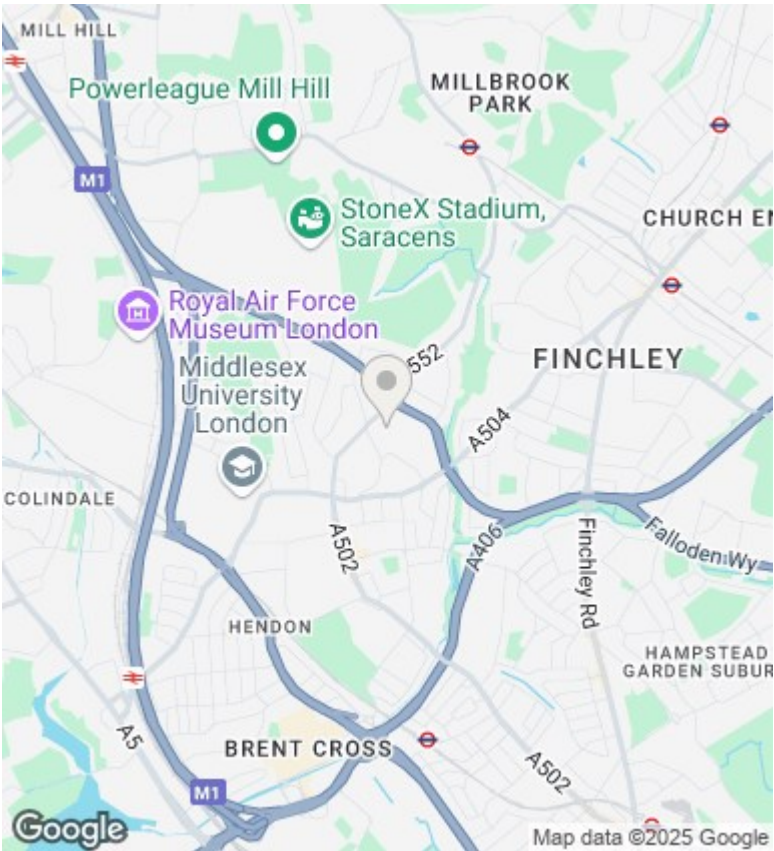 MILL HILL
Powerleague Mill Hill
MILLBROOK
PARK
M1
StoneX Stadium,
Saracens
CHURCH EN
Royal Air Force
Museum London
Middlesex
University
London
552
FINCHLEY
A504
COLINDALE
A502
A406
Finchley Rd
Falloden Wy
HENDON
HAMPSTEAD
GARDEN SUBUR
A5
BRENT CROSS
A502
M1
Google
Map data ©2025 Google